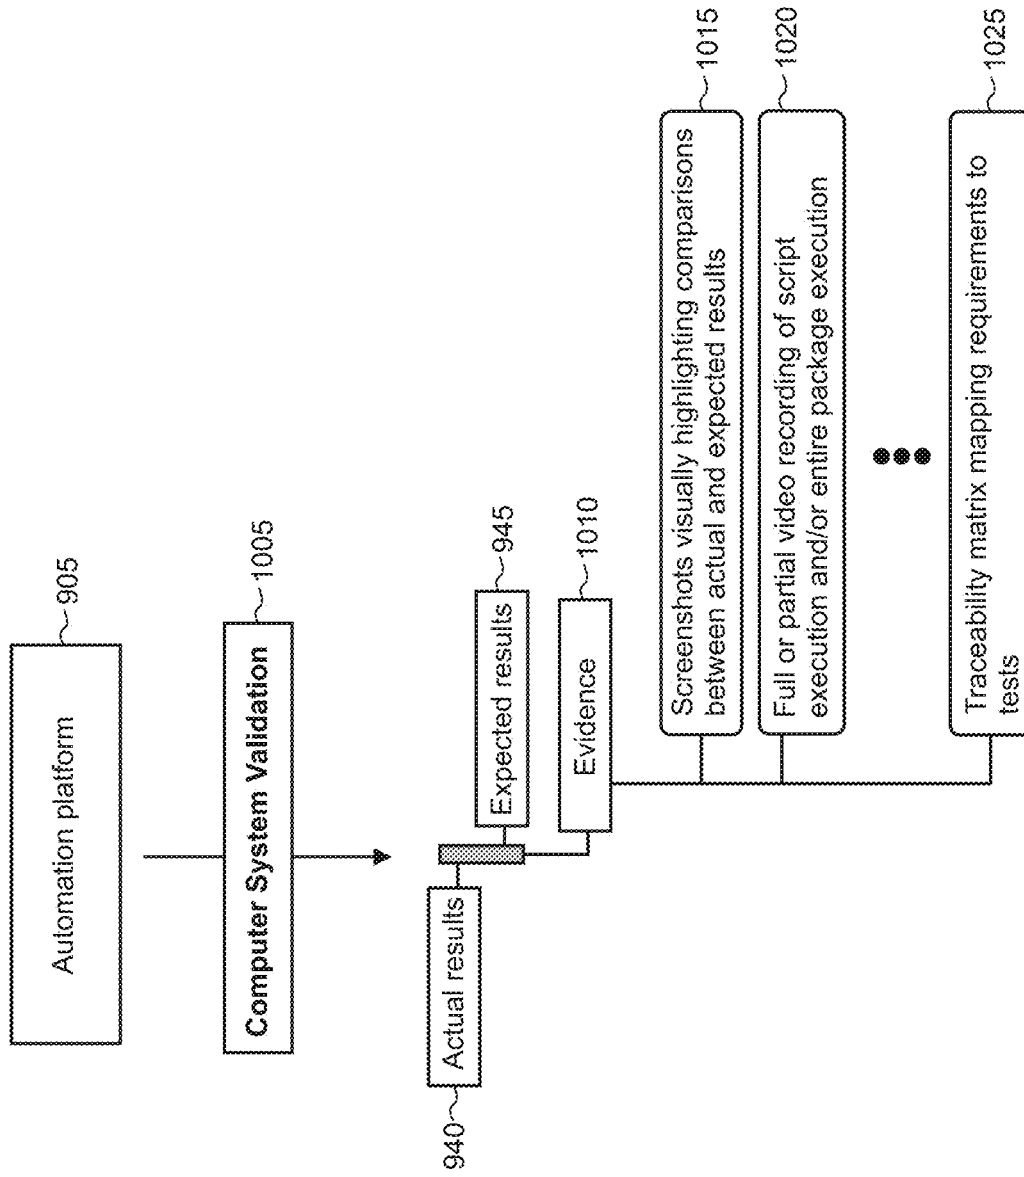 Automation platform
905
Computer System Validation
1005
Actual results
940
Expected results
945
Evidence
1010
Screenshots visually highlighting comparisons
between actual and expected results
1015
Full or partial video recording of script
execution and/or entire package execution
1020
Traceability matrix mapping requirements to
tests
1025